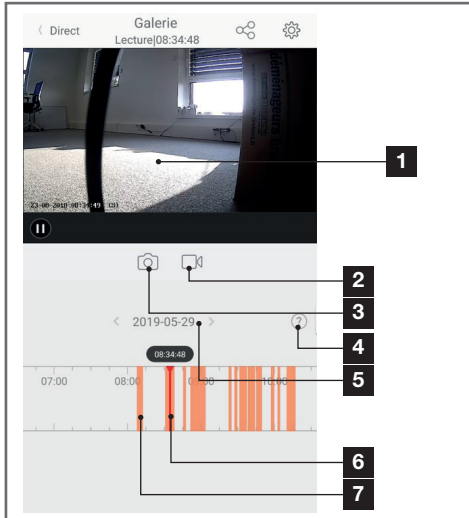 〈 Direct
Galerie
Lecture|08:34:48
déménageurs
1
2
3
< 2019-05-29 >
?
4
08:34:48
5
07:00
08:00
10:00
6
7